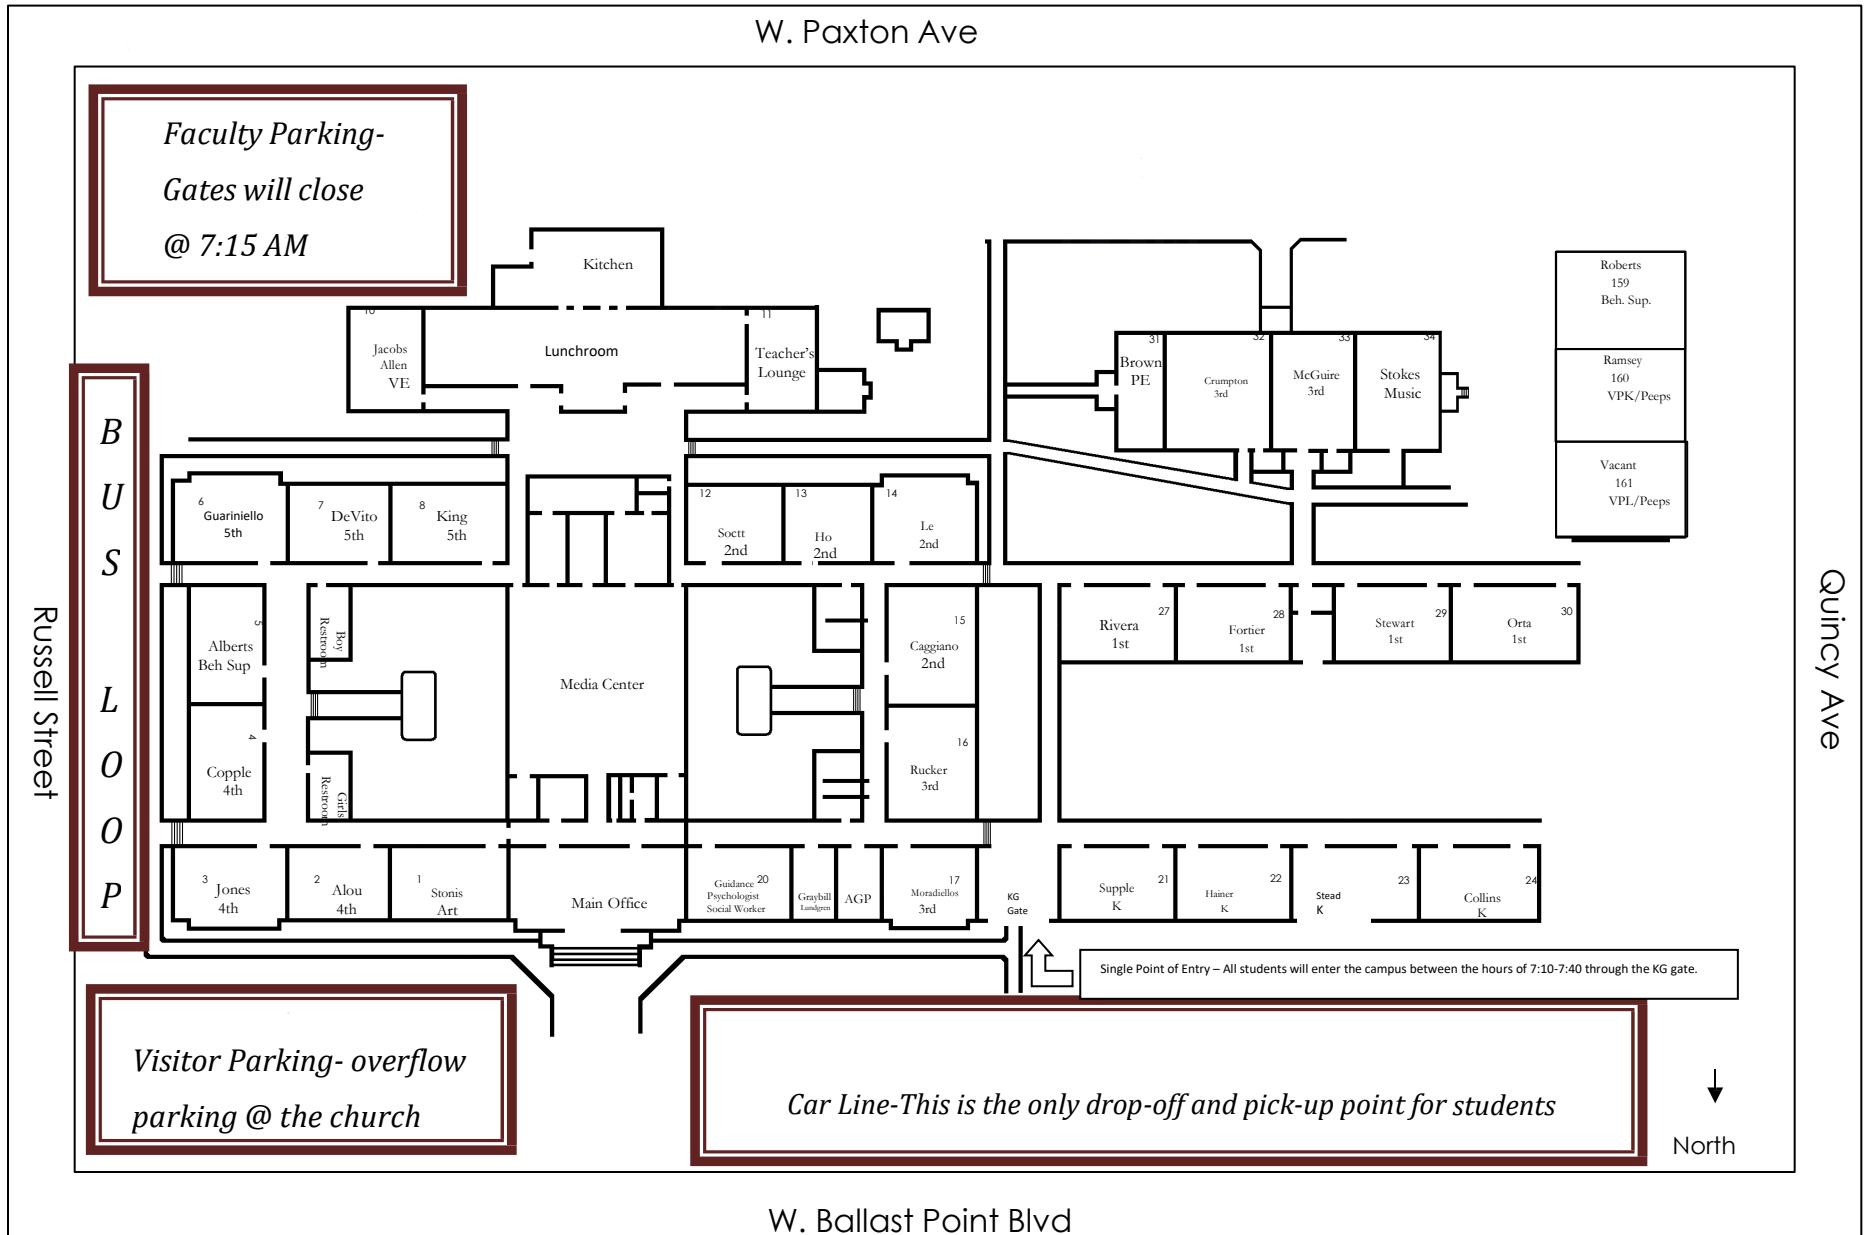 W. Paxton Ave
Faculty Parking-
Gates will close
@ 7:15 AM
Kitchen
10
Jacobs
Allen
VE
Lunchroom
11
Teacher's
Lounge
31
Brown
PE
32
Crumpton
3rd
33
McGuire
3rd
34
Stokes
Music
Roberts
159
Beh. Sup.
Ramsey
160
VPK/Peeps
Vacant
161
VPL/Peeps
BUS LOOP
Russell Street
Quincy Ave
6
Guariniello
5th
7
DeVito
5th
8
King
5th
12
Soctt
2nd
13
Ho
2nd
14
Le
2nd
5
Alberts
Beh Sup
Boy
Restroom
Media Center
15
Caggiano
2nd
27
Rivera
1st
28
Fortier
1st
29
Stewart
1st
30
Orta
1st
4
Copple
4th
Girls
Restroom
16
Rucker
3rd
3
Jones
4th
2
Alou
4th
1
Stonis
Art
Main Office
20
Guidance
Psychologist
Social Worker
Graybill
Lundgren
AGP
17
Moradiellos
3rd
KG
Gate
21
Supple
K
22
Hainer
K
23
Stead
K
24
Collins
K
Single Point of Entry – All students will enter the campus between the hours of 7:10-7:40 through the KG gate.
Visitor Parking- overflow
parking @ the church
Car Line-This is the only drop-off and pick-up point for students
North
W. Ballast Point Blvd